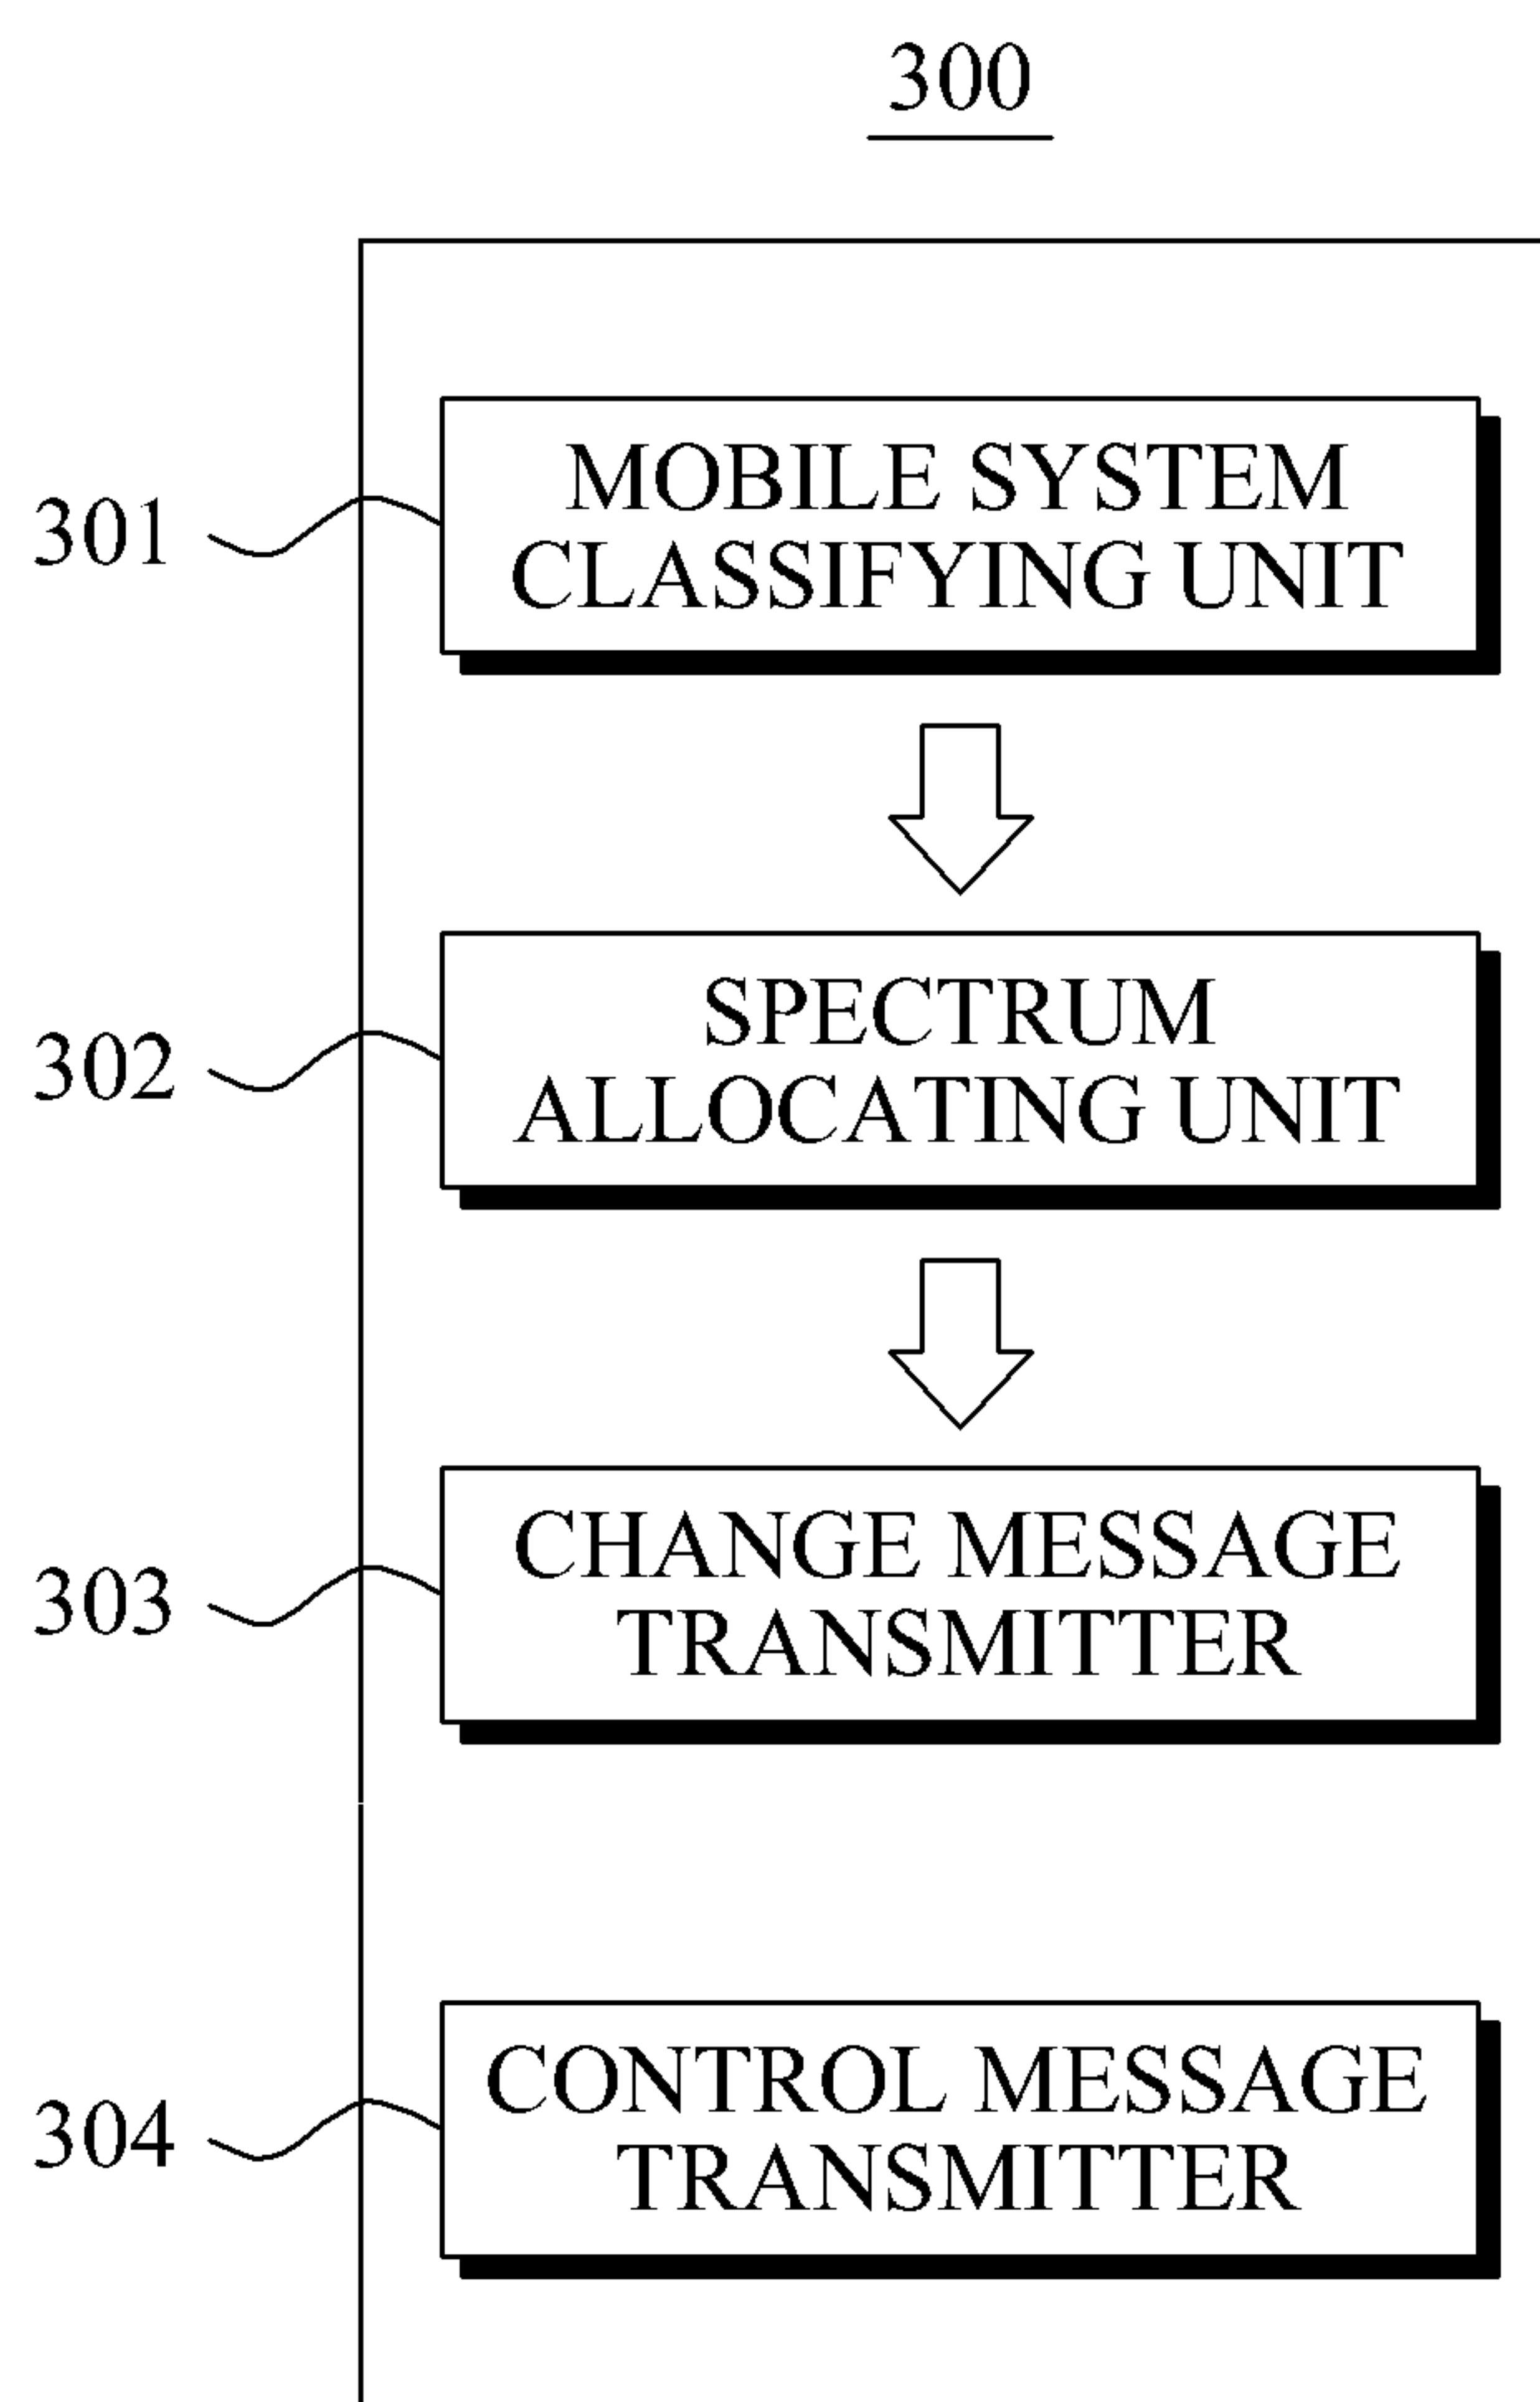 300
301
MOBILE SYSTEM
CLASSIFYING UNIT
302
SPECTRUM
ALLOCATING UNIT
303
CHANGE MESSAGE
TRANSMITTER
304
CONTROL MESSAGE
TRANSMITTER